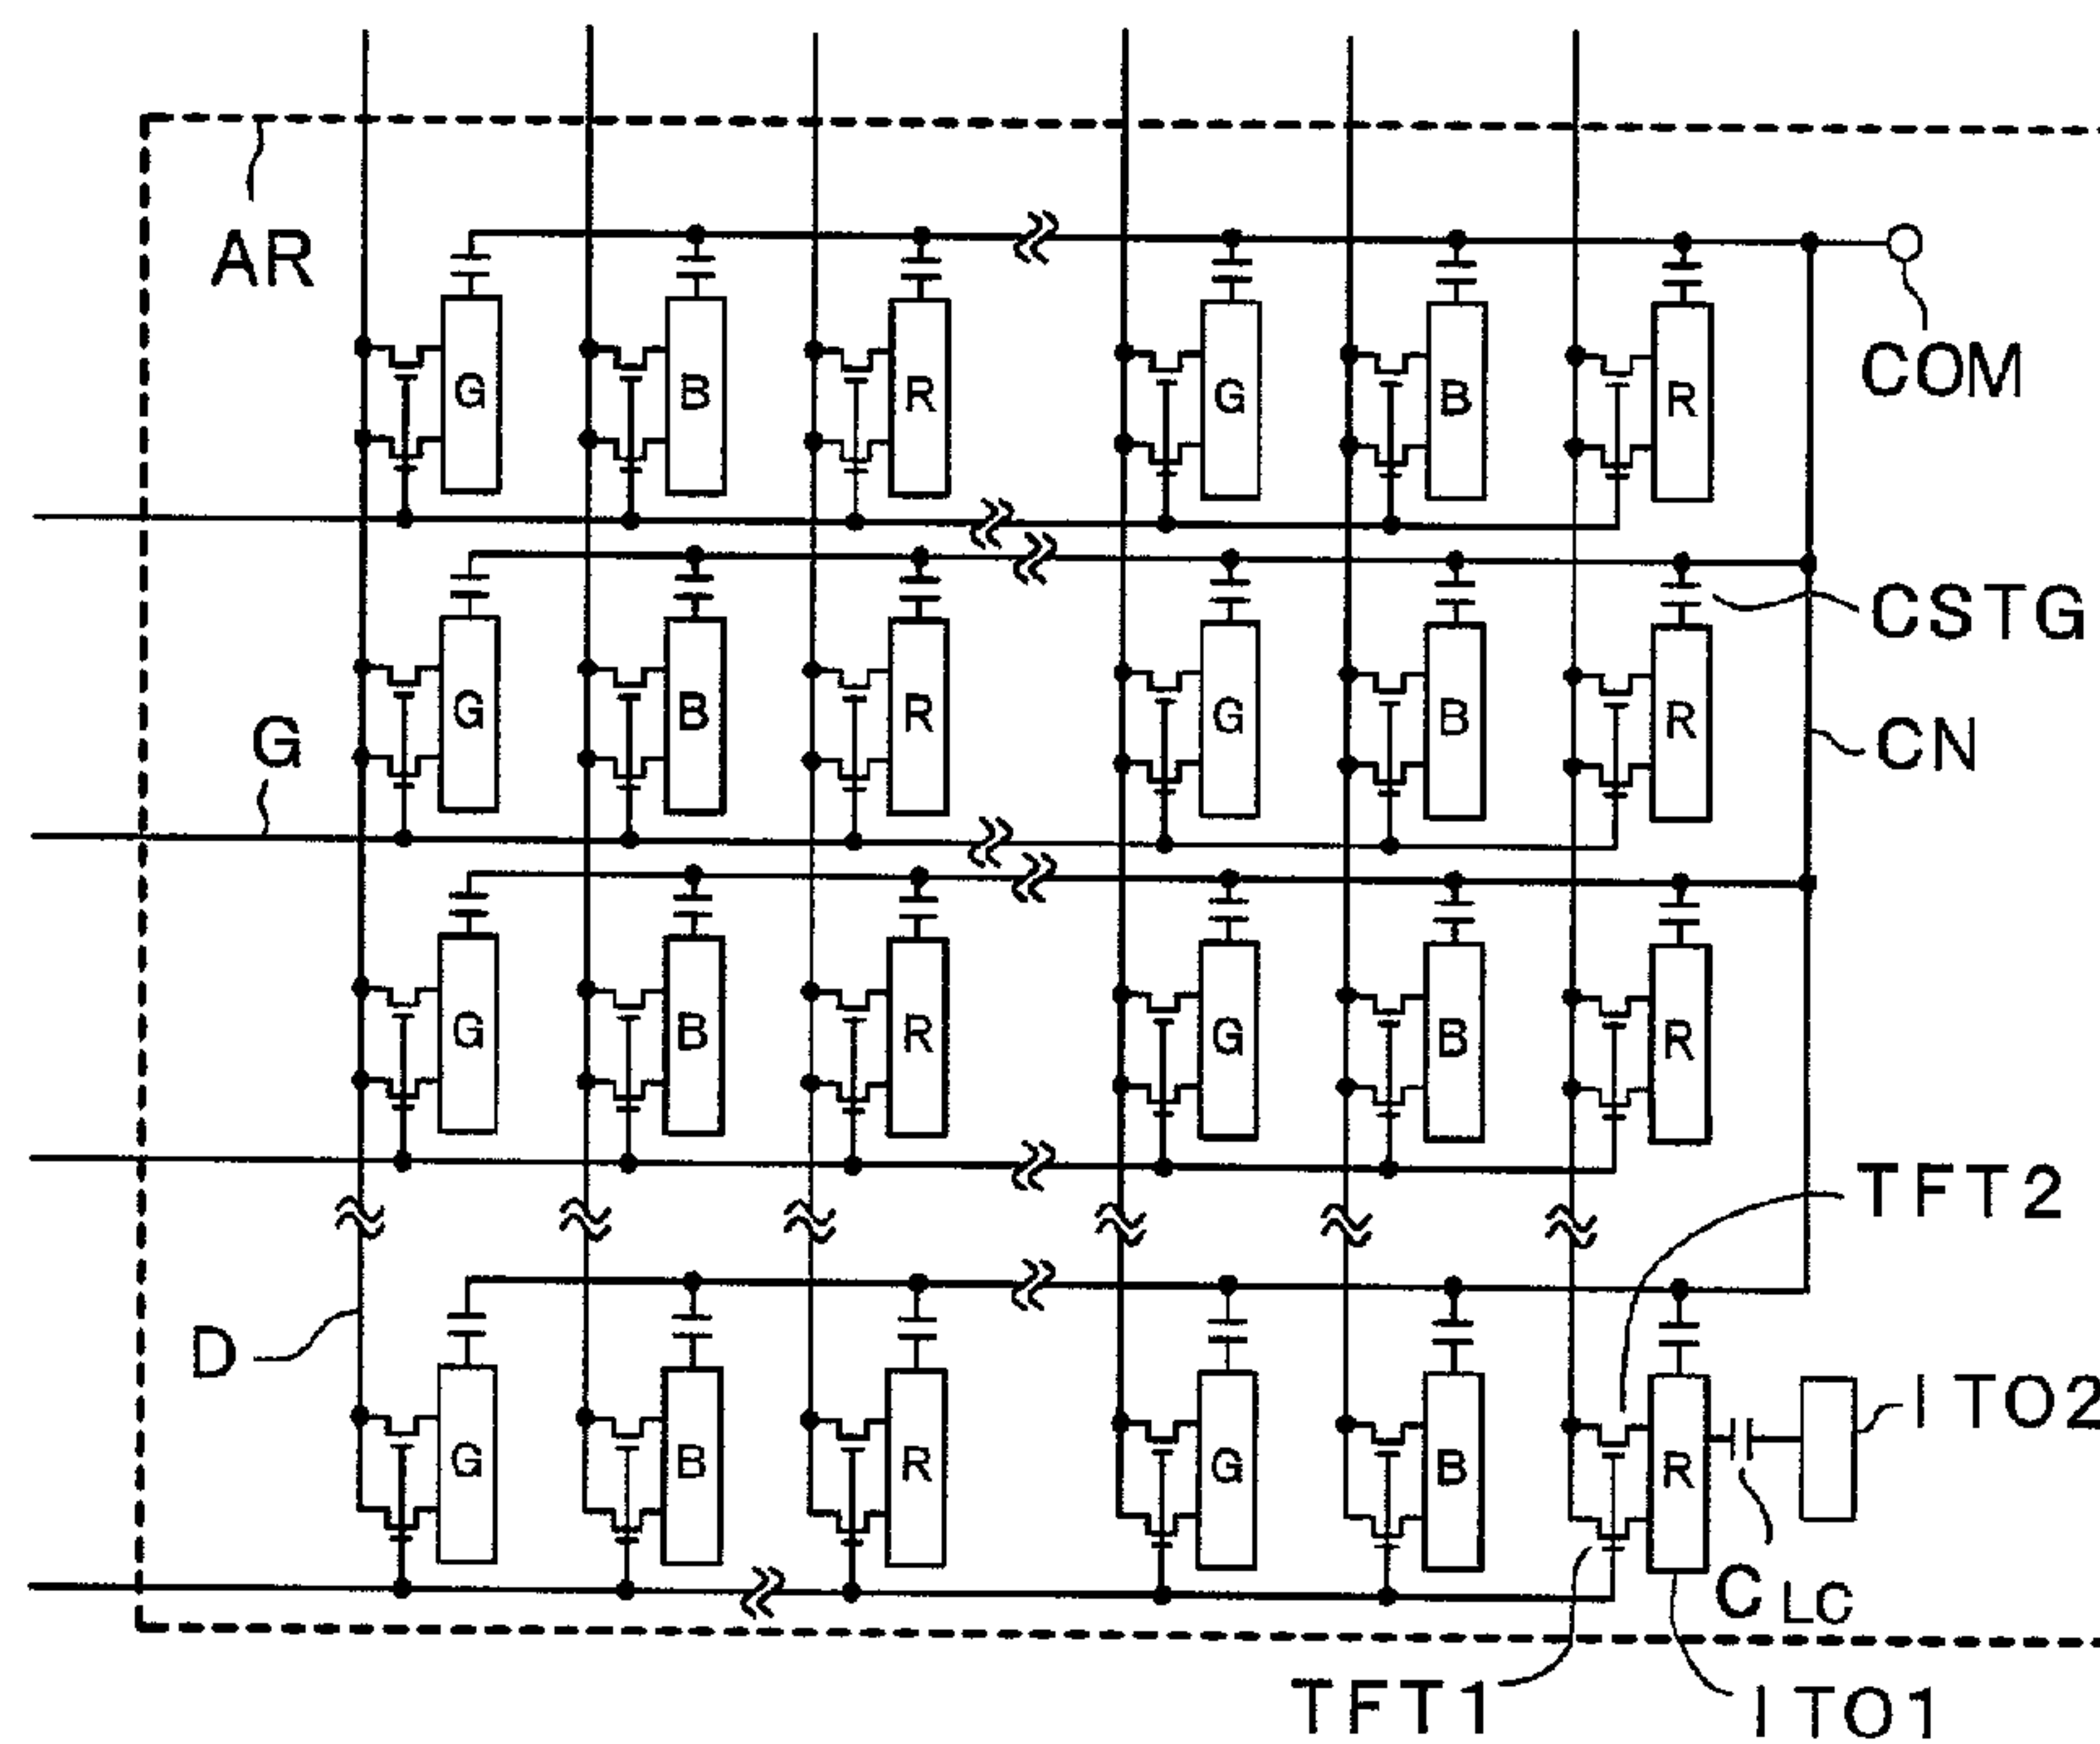 AR
COM
G B R G B R
CSTG
G
G B R G B R
CN
G B R G B R
TFT2
D
G B R G B R
ITO2
CLC
TFT1
ITO1